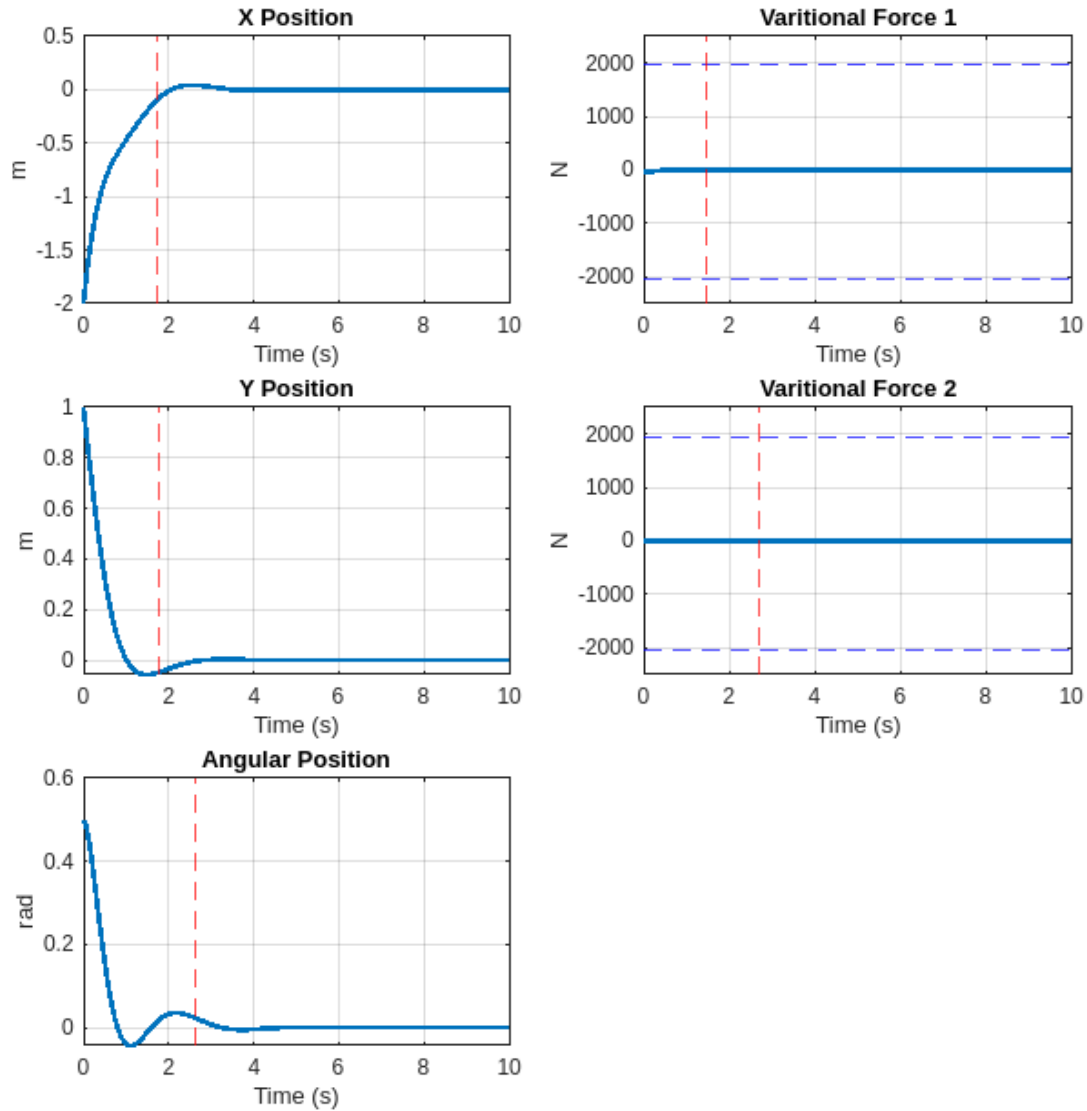 X Position
0.5
0
-0.5
-1
-1.5
-2
m
0 2 4 6 8 10
Time (s)
Varitional Force 1
2000
1000
0
-1000
-2000
N
0 2 4 6 8 10
Time (s)
Y Position
1
0.8
0.6
0.4
0.2
0
m
0 2 4 6 8 10
Time (s)
Varitional Force 2
2000
1000
0
-1000
-2000
N
0 2 4 6 8 10
Time (s)
Angular Position
0.6
0.4
0.2
0
rad
0 2 4 6 8 10
Time (s)